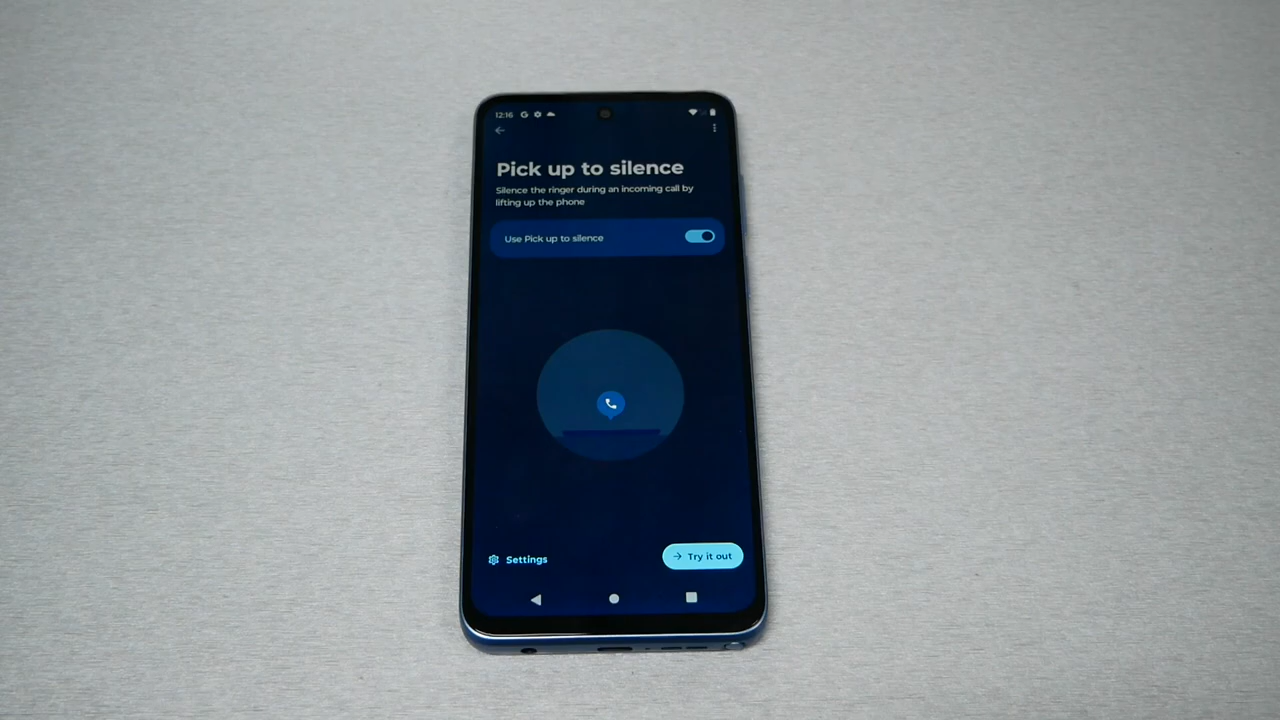 12:16 G
Pick up to silence
Silence the ringer during an incoming call by
lifting up the phone
Use Pick up to silence
Settings
Try it out